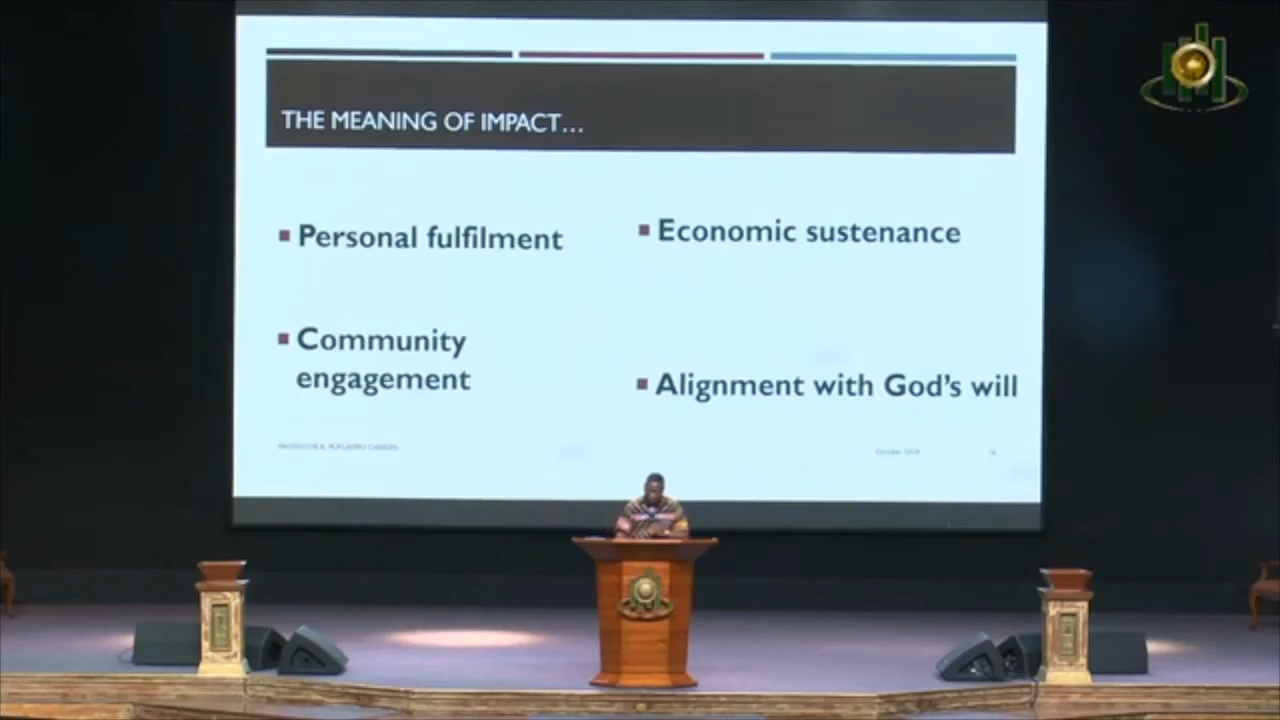 THE MEANING OF IMPACT...
▪ Personal fulfilment
▪ Community
engagement
▪ Economic sustenance
▪ Alignment with God's will